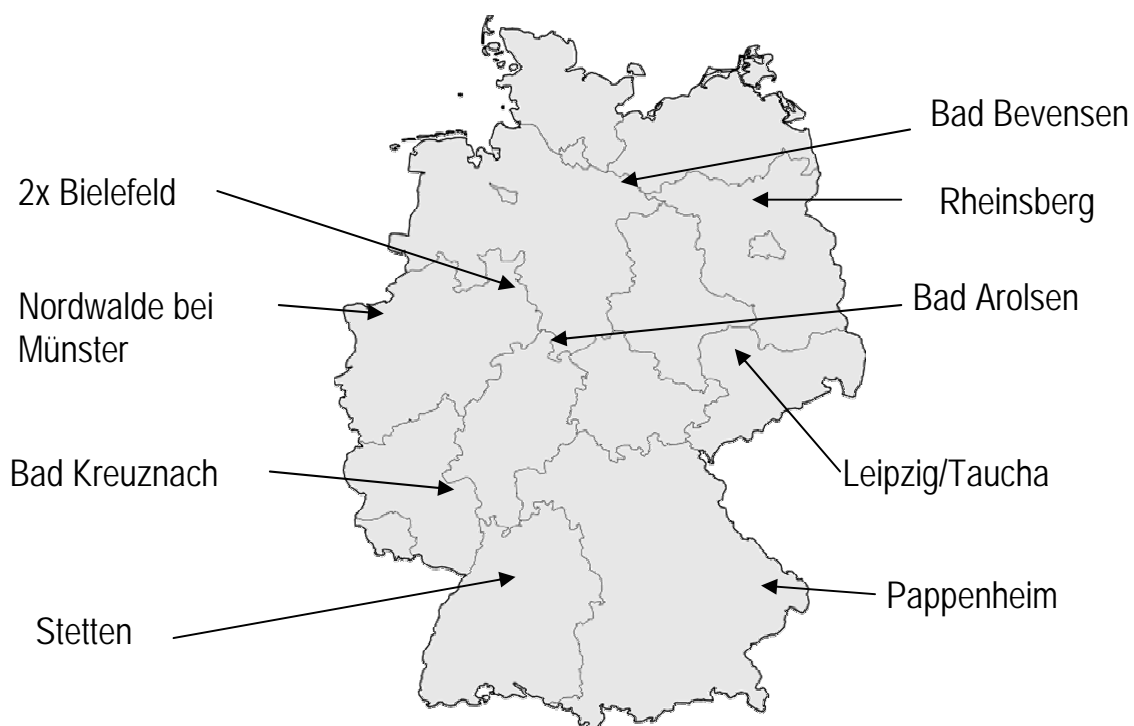 Bad Bevensen
2x Bielefeld
Rheinsberg
Nordwalde bei
Münster
Bad Arolsen
Bad Kreuznach
Leipzig/Taucha
Pappenheim
Stetten